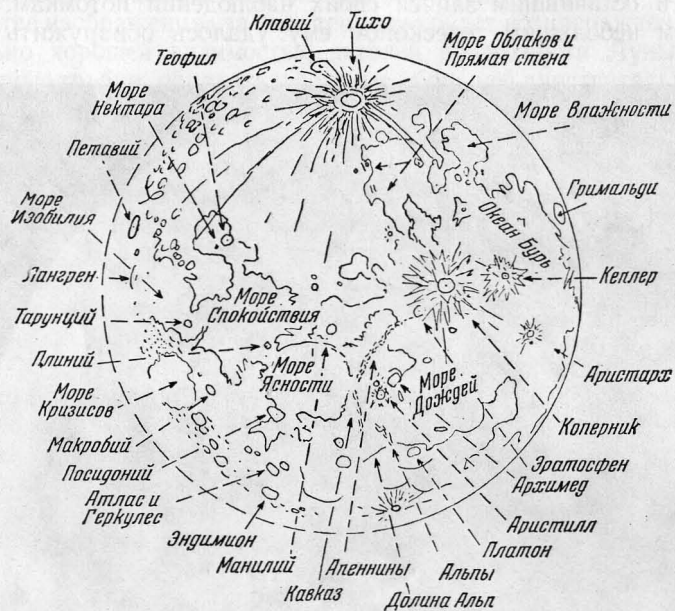 Клавий
Тихо
Море Облаков и
Прямая стена
Теофил
Море
Нектара
Море Влажности
Петавий
Гримальди
Море
Изобилия
Океан Бурь
Лангрен
Кеплер
Море
Спокойствия
Тарунций
Плиний
Море
Ясности
Море
Дождей
Аристарх
Море
Кризисов
Коперник
Макробий
Эратосфен
Посидоний
Архимед
Атлас и
Геркулес
Аристилл
Эндимион
Платон
Манилий
Апеннины
Альпы
Кавказ
Долина Альп